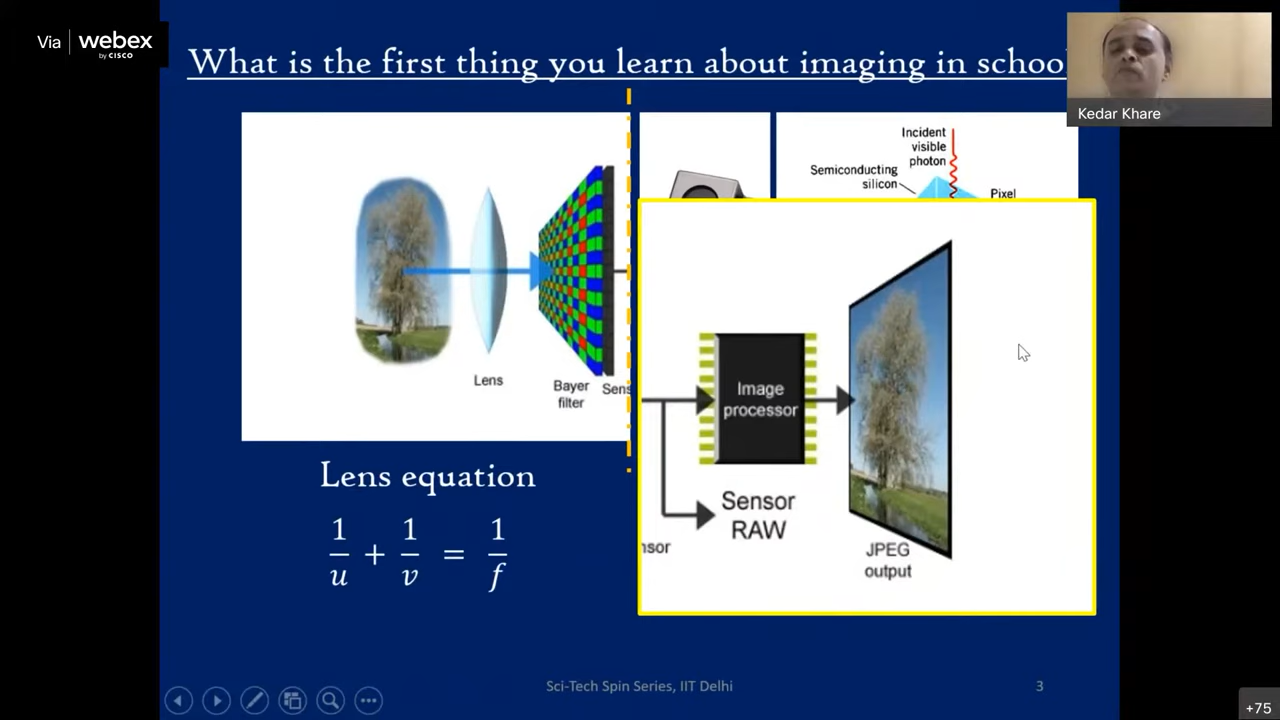 Via webex
by CISCO
What is the first thing you learn about imaging in school
Kedar Khare
Incident
visible
photon
Semiconducting
silicon
Pixel
Lens
Bayer
filter
Sens
Image
processor
Sensor
RAW
nsor
JPEG
output
Lens equation
1/u + 1/v = 1/f
Sci-Tech Spin Series, IIT Delhi
3
+75